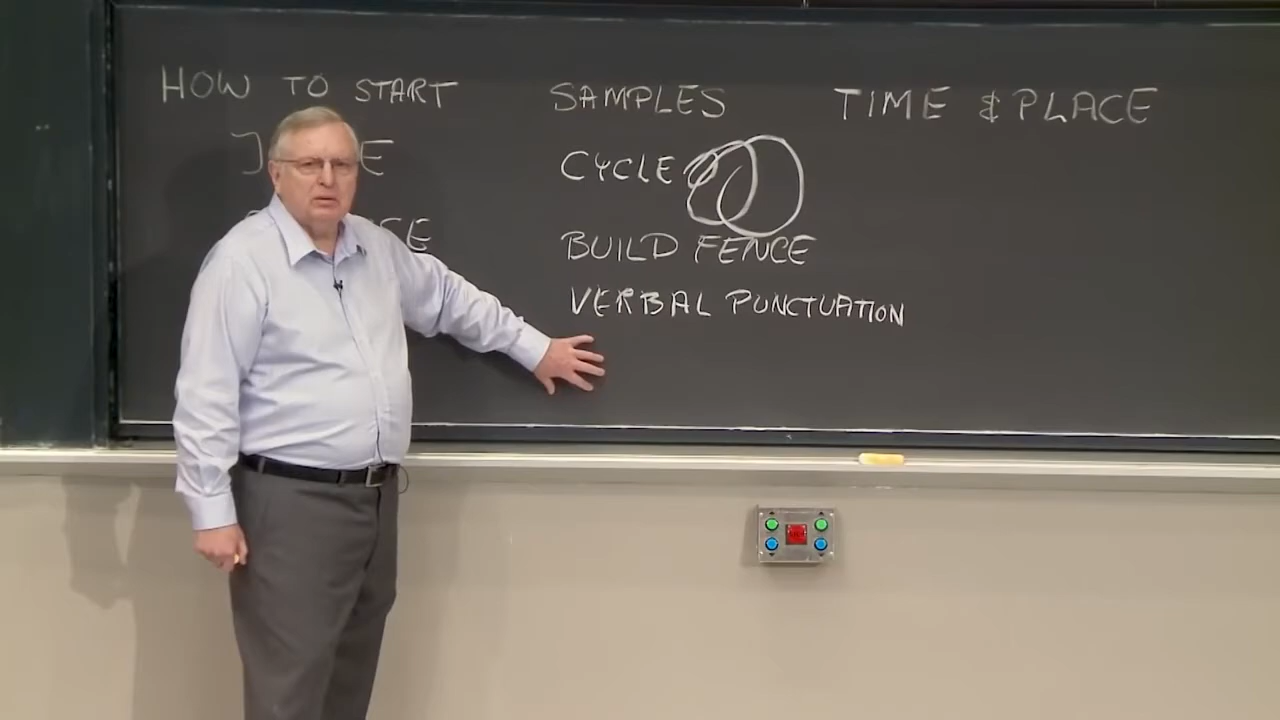 HOW TO START
SAMPLES
CYCLE
BUILD FENCE
VERBAL PUNCTUATION
TIME & PLACE